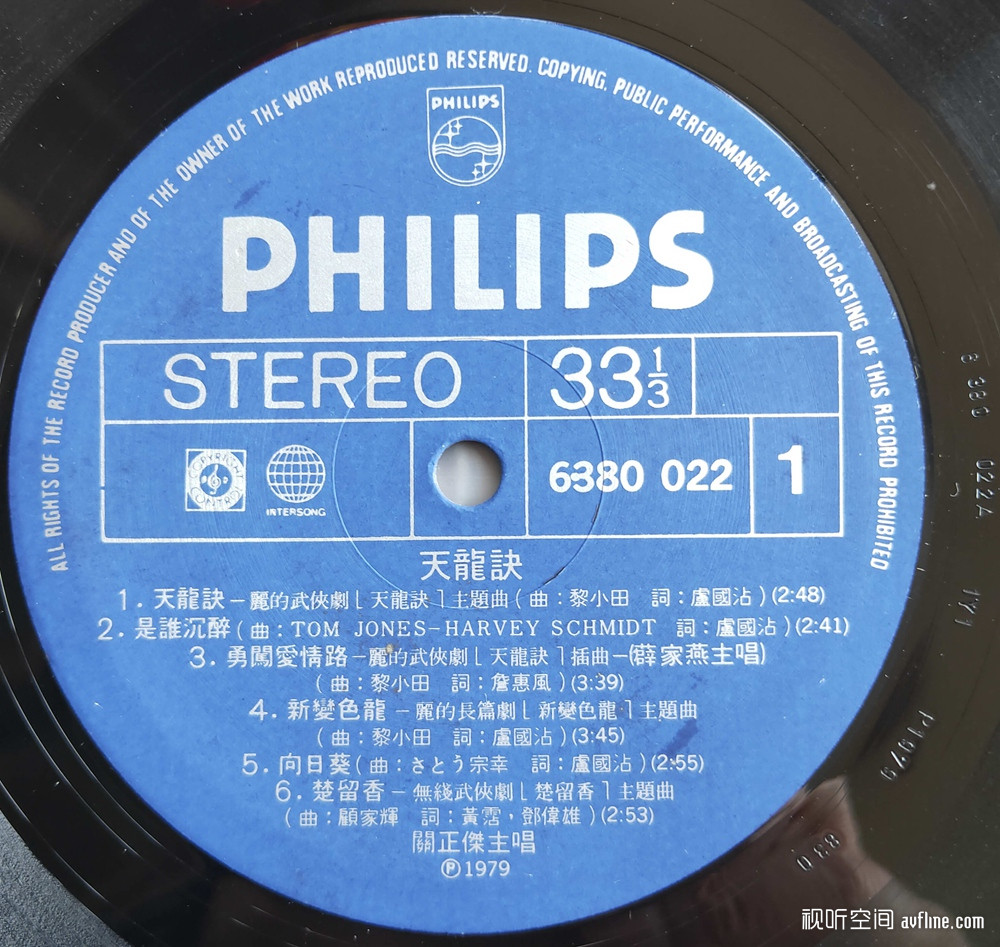 ALL RIGHTS OF THE RECORD PRODUCER AND OF THE OWNER OF THE WORK REPRODUCED RESERVED. COPYING, PUBLIC PERFORMANCE AND BROADCASTING OF THIS RECORD PROHIBITED
PHILIPS
PHILIPS
STEREO
33 1/3
COPYRIGHT CONTROL
INTERSONG
6380 022
1
天龍訣
1. 天龍訣－麗的武俠劇「天龍訣」主題曲(曲：黎小田 詞：盧國沾)(2:48)
2. 是誰沉醉(曲：TOM JONES-HARVEY SCHMIDT 詞：盧國沾)(2:41)
3. 勇闖愛情路－麗的武俠劇「天龍訣」插曲－(薛家燕主唱)
(曲：黎小田 詞：詹惠風)(3:39)
4. 新變色龍－麗的長篇劇「新變色龍」主題曲
(曲：黎小田 詞：盧國沾)(3:45)
5. 向日葵(曲：さとう宗幸 詞：盧國沾)(2:55)
6. 楚留香－無綫武俠劇「楚留香」主題曲
(曲：顧家輝 詞：黃霑，鄧偉雄)(2:53)
關正傑主唱
℗1979
P1979
視听空间 avfline.com